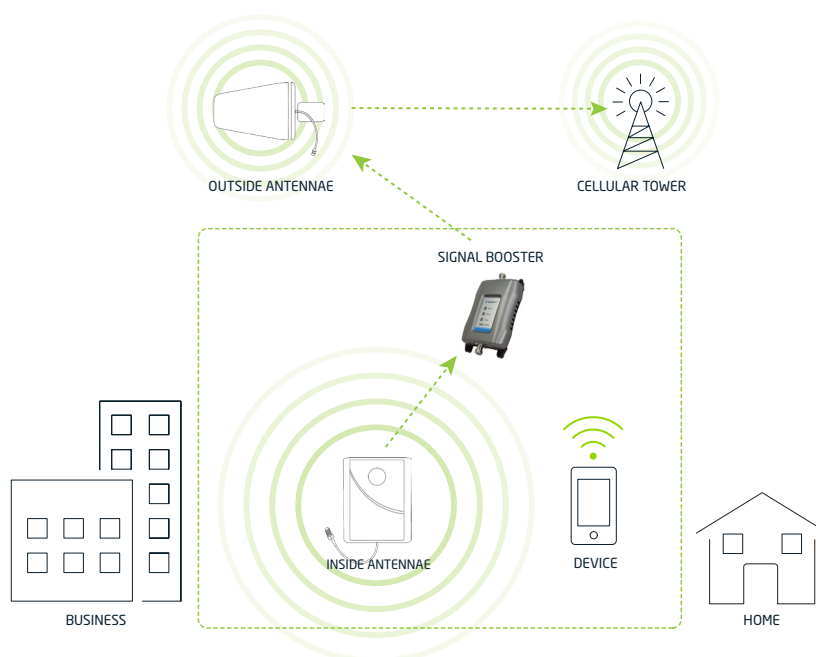 OUTSIDE ANTENNAE
CELLULAR TOWER
SIGNAL BOOSTER
INSIDE ANTENNAE
DEVICE
BUSINESS
HOME